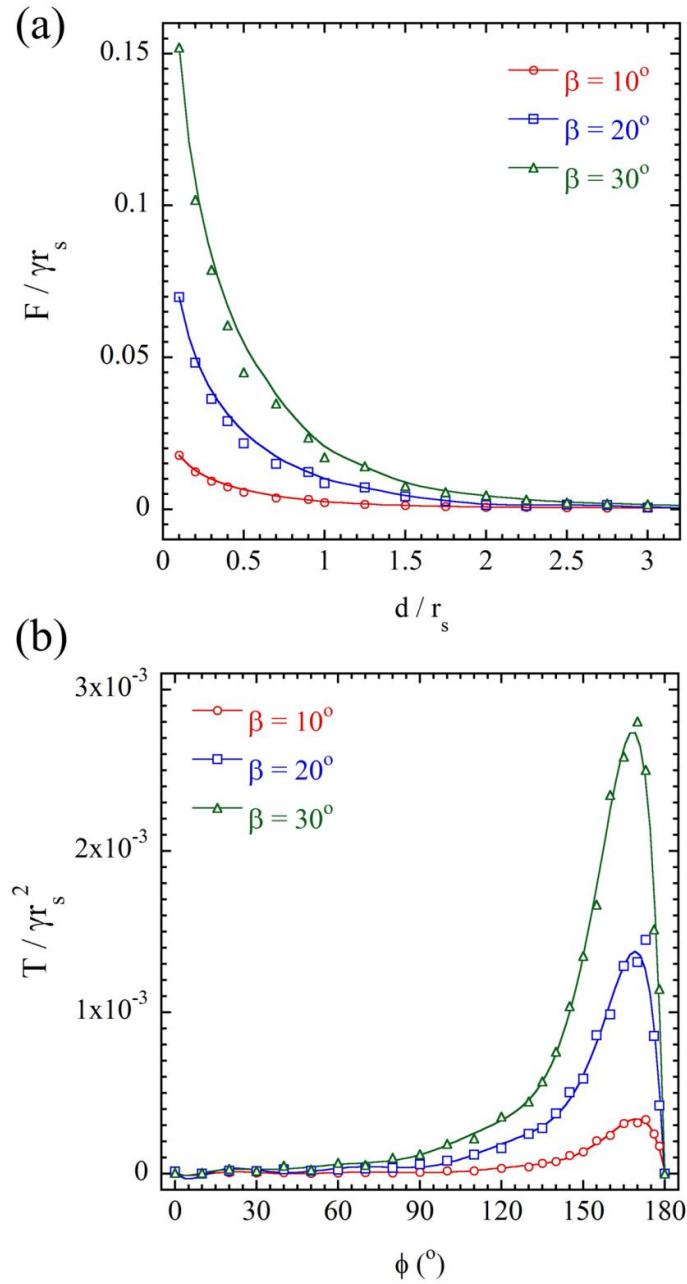 (a)
0.15
0.1
0.05
0
F / γr_s
β = 10°
β = 20°
β = 30°
0 0.5 1 1.5 2 2.5 3
d / r_s
(b)
3x10⁻³
2x10⁻³
1x10⁻³
0
T / γr_s²
β = 10°
β = 20°
β = 30°
0 30 60 90 120 150 180
ϕ (°)